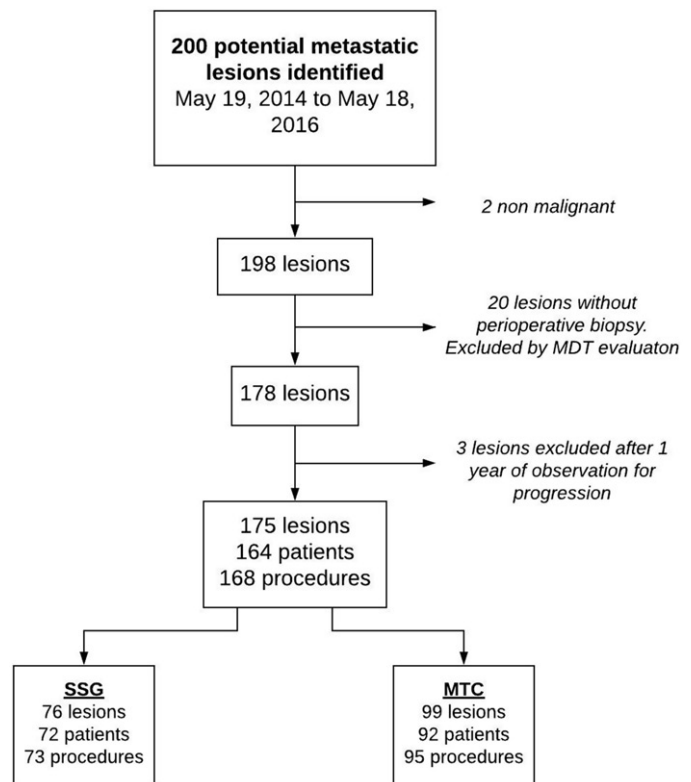 200 potential metastatic
lesions identified
May 19, 2014 to May 18,
2016
2 non malignant
198 lesions
20 lesions without
perioperative biopsy.
Excluded by MDT evaluaton
178 lesions
3 lesions excluded after 1
year of observation for
progression
175 lesions
164 patients
168 procedures
SSG
76 lesions
72 patients
73 procedures
MTC
99 lesions
92 patients
95 procedures